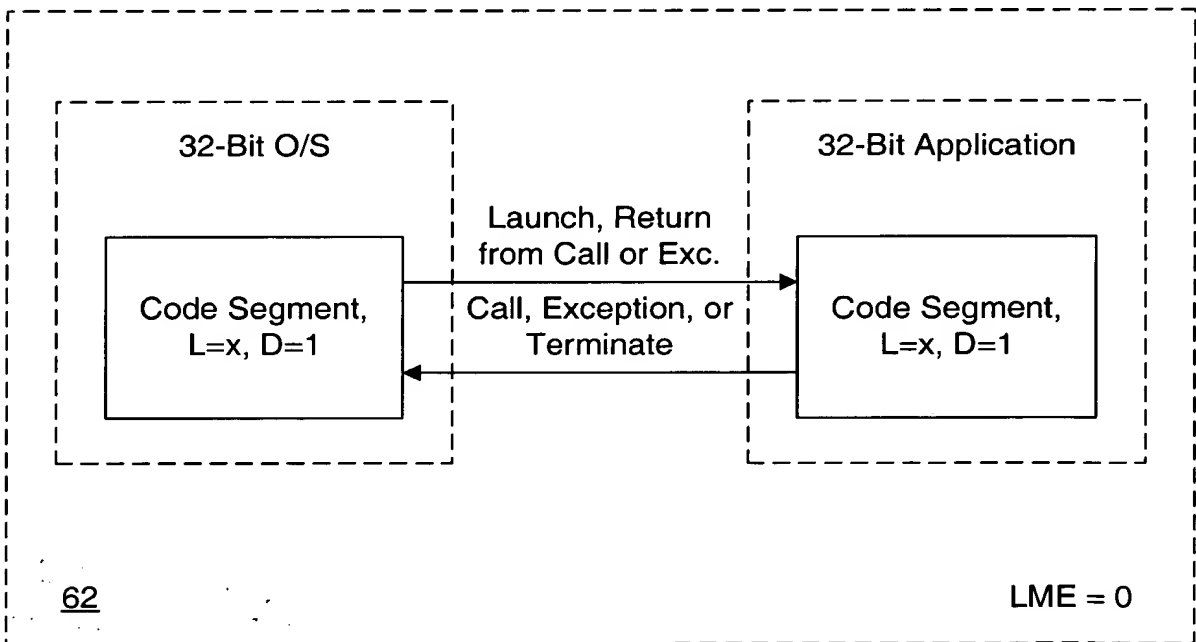 32-Bit O/S
Code Segment,
L=x, D=1
Launch, Return
from Call or Exc.
Call, Exception, or
Terminate
32-Bit Application
Code Segment,
L=x, D=1
62
LME = 0